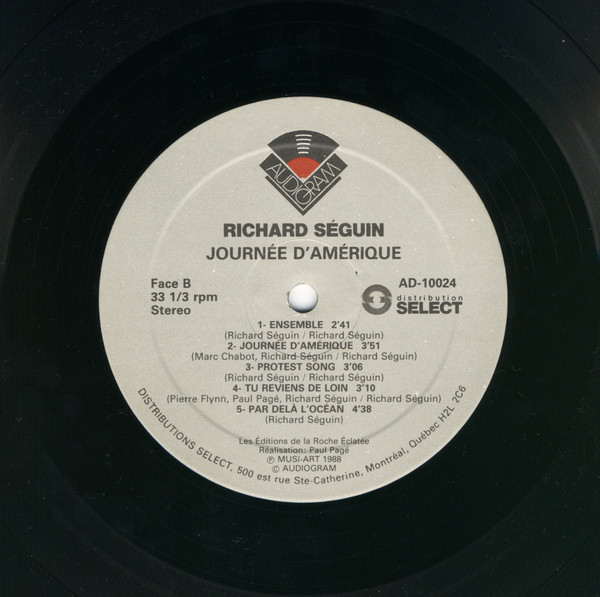 AUDIOGRAM
RICHARD SÉGUIN
JOURNÉE D'AMÉRIQUE
Face B
33 1/3 rpm
Stereo
AD-10024
distribution
SELECT
1- ENSEMBLE 2'41
(Richard Séguin / Richard Séguin)
2- JOURNÉE D'AMÉRIQUE 3'51
(Marc Chabot, Richard Séguin / Richard Séguin)
3- PROTEST SONG 3'06
(Richard Séguin / Richard Séguin)
4- TU REVIENS DE LOIN 3'10
(Pierre Flynn, Paul Pagé, Richard Séguin / Richard Séguin)
5- PAR DELÀ L'OCÉAN 4'38
(Richard Séguin)
Les Éditions de la Roche Éclatée
Réalisation: Paul Pagé
℗ MUSI-ART 1988
© AUDIOGRAM
DISTRIBUTIONS SELECT, 500 est rue Ste-Catherine, Montréal, Québec H2L 2C6